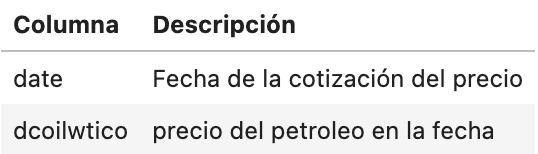 Columna Descripción
date Fecha de la cotización del precio
dcoilwtico precio del petroleo en la fecha